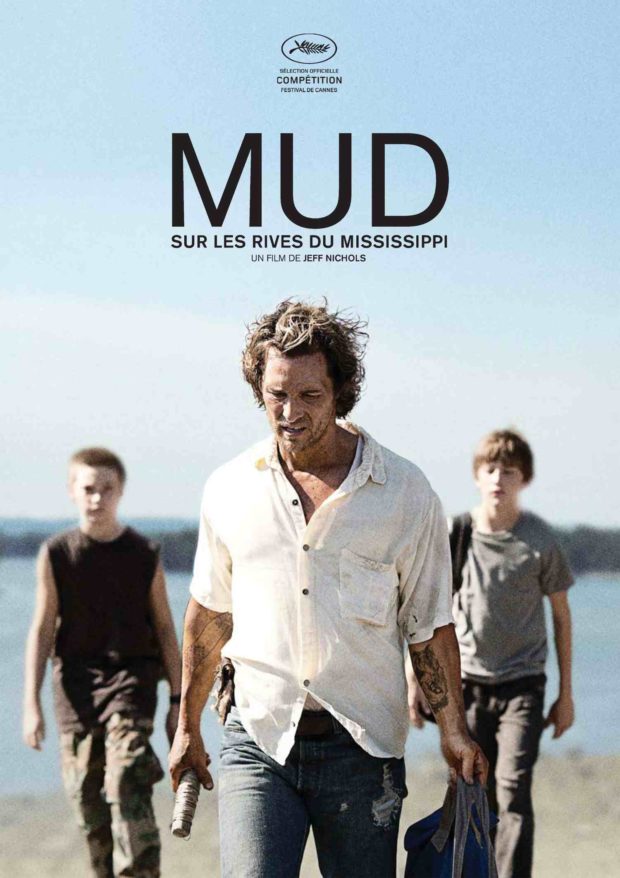 SÉLECTION OFFICIELLE
COMPÉTITION
FESTIVAL DE CANNES
MUD
SUR LES RIVES DU MISSISSIPPI
UN FILM DE JEFF NICHOLS